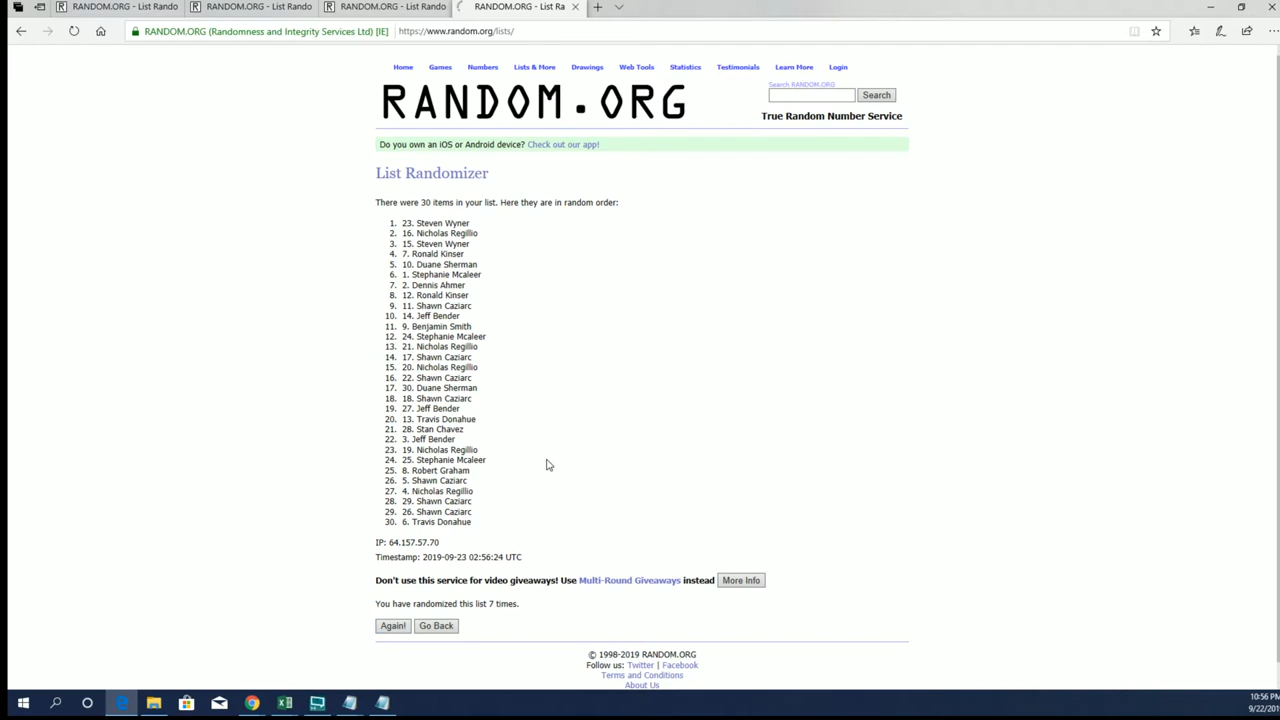 RANDOM.ORG - List Rando
RANDOM.ORG - List Rando
RANDOM.ORG - List Rando
RANDOM.ORG - List Ra
RANDOM.ORG (Randomness and Integrity Services Ltd) [IE]
https://www.random.org/lists/
Home Games Numbers Lists & More Drawings Web Tools Statistics Testimonials Learn More Login
RANDOM.ORG
Search RANDOM.ORG
Search
True Random Number Service
Do you own an iOS or Android device? Check out our app!
List Randomizer
There were 30 items in your list. Here they are in random order:
1. 23. Steven Wyner
2. 16. Nicholas Regillio
3. 15. Steven Wyner
4. 7. Ronald Kinser
5. 10. Duane Sherman
6. 1. Stephanie Mcaleer
7. 2. Dennis Ahmer
8. 12. Ronald Kinser
9. 11. Shawn Caziarc
10. 14. Jeff Bender
11. 9. Benjamin Smith
12. 24. Stephanie Mcaleer
13. 21. Nicholas Regillio
14. 17. Shawn Caziarc
15. 20. Nicholas Regillio
16. 22. Shawn Caziarc
17. 30. Duane Sherman
18. 18. Shawn Caziarc
19. 27. Jeff Bender
20. 13. Travis Donahue
21. 28. Stan Chavez
22. 3. Jeff Bender
23. 19. Nicholas Regillio
24. 25. Stephanie Mcaleer
25. 8. Robert Graham
26. 5. Shawn Caziarc
27. 4. Nicholas Regillio
28. 29. Shawn Caziarc
29. 26. Shawn Caziarc
30. 6. Travis Donahue
IP: 64.157.57.70
Timestamp: 2019-09-23 02:56:24 UTC
Don't use this service for video giveaways! Use Multi-Round Giveaways instead More Info
You have randomized this list 7 times.
Again! Go Back
© 1998-2019 RANDOM.ORG
Follow us: Twitter | Facebook
Terms and Conditions
About Us
10:56 PM
9/22/201